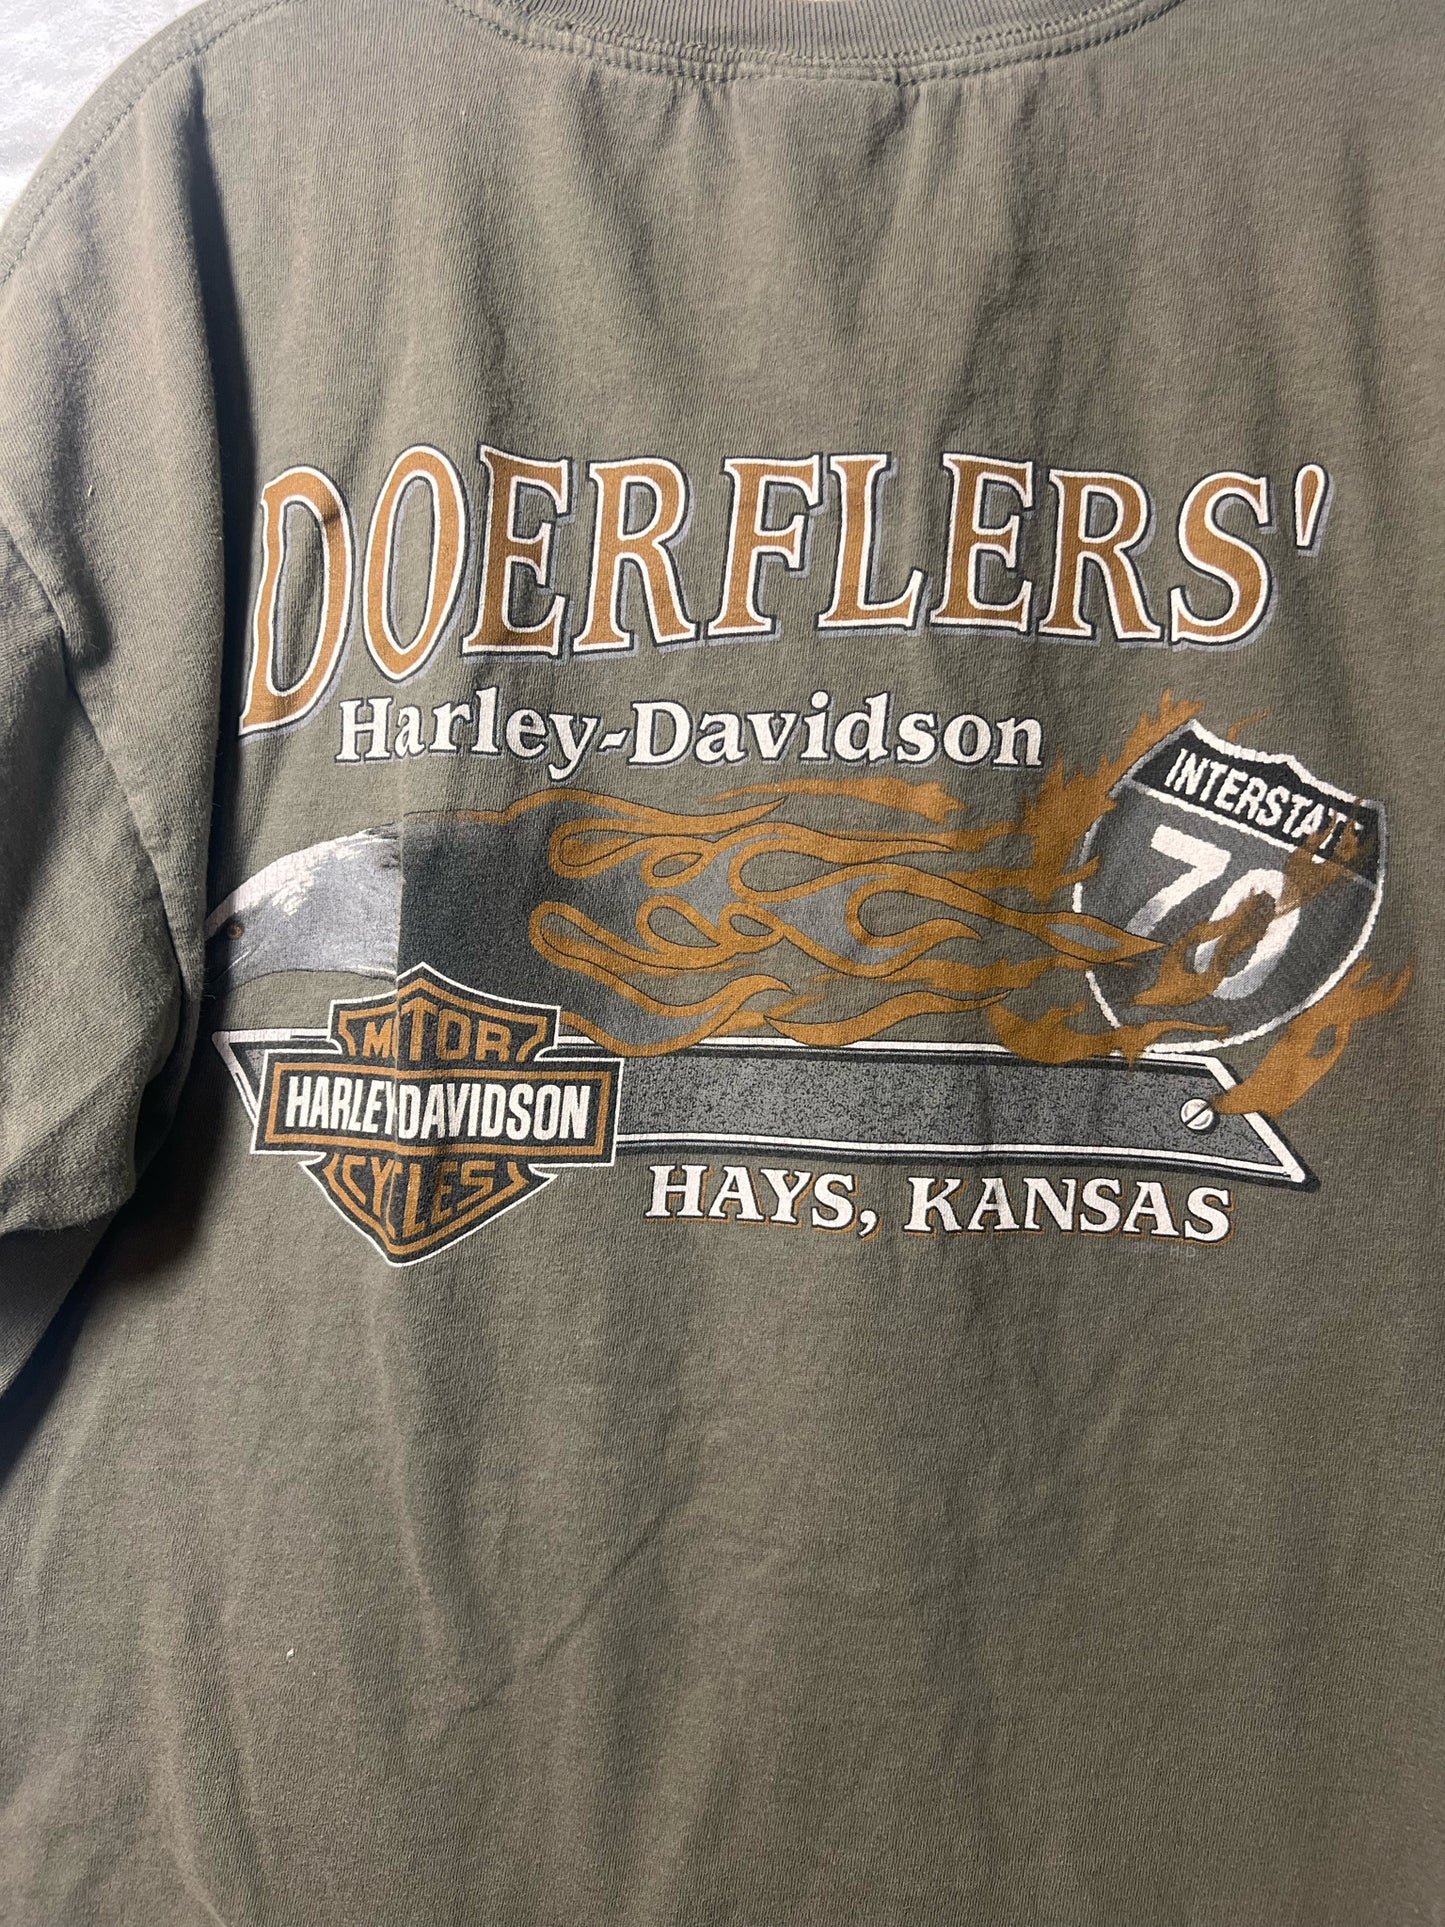 DOERFLERS'
Harley-Davidson
INTERSTATE
70
MOTOR
HARLEY-DAVIDSON
CYCLES
HAYS, KANSAS
H-D